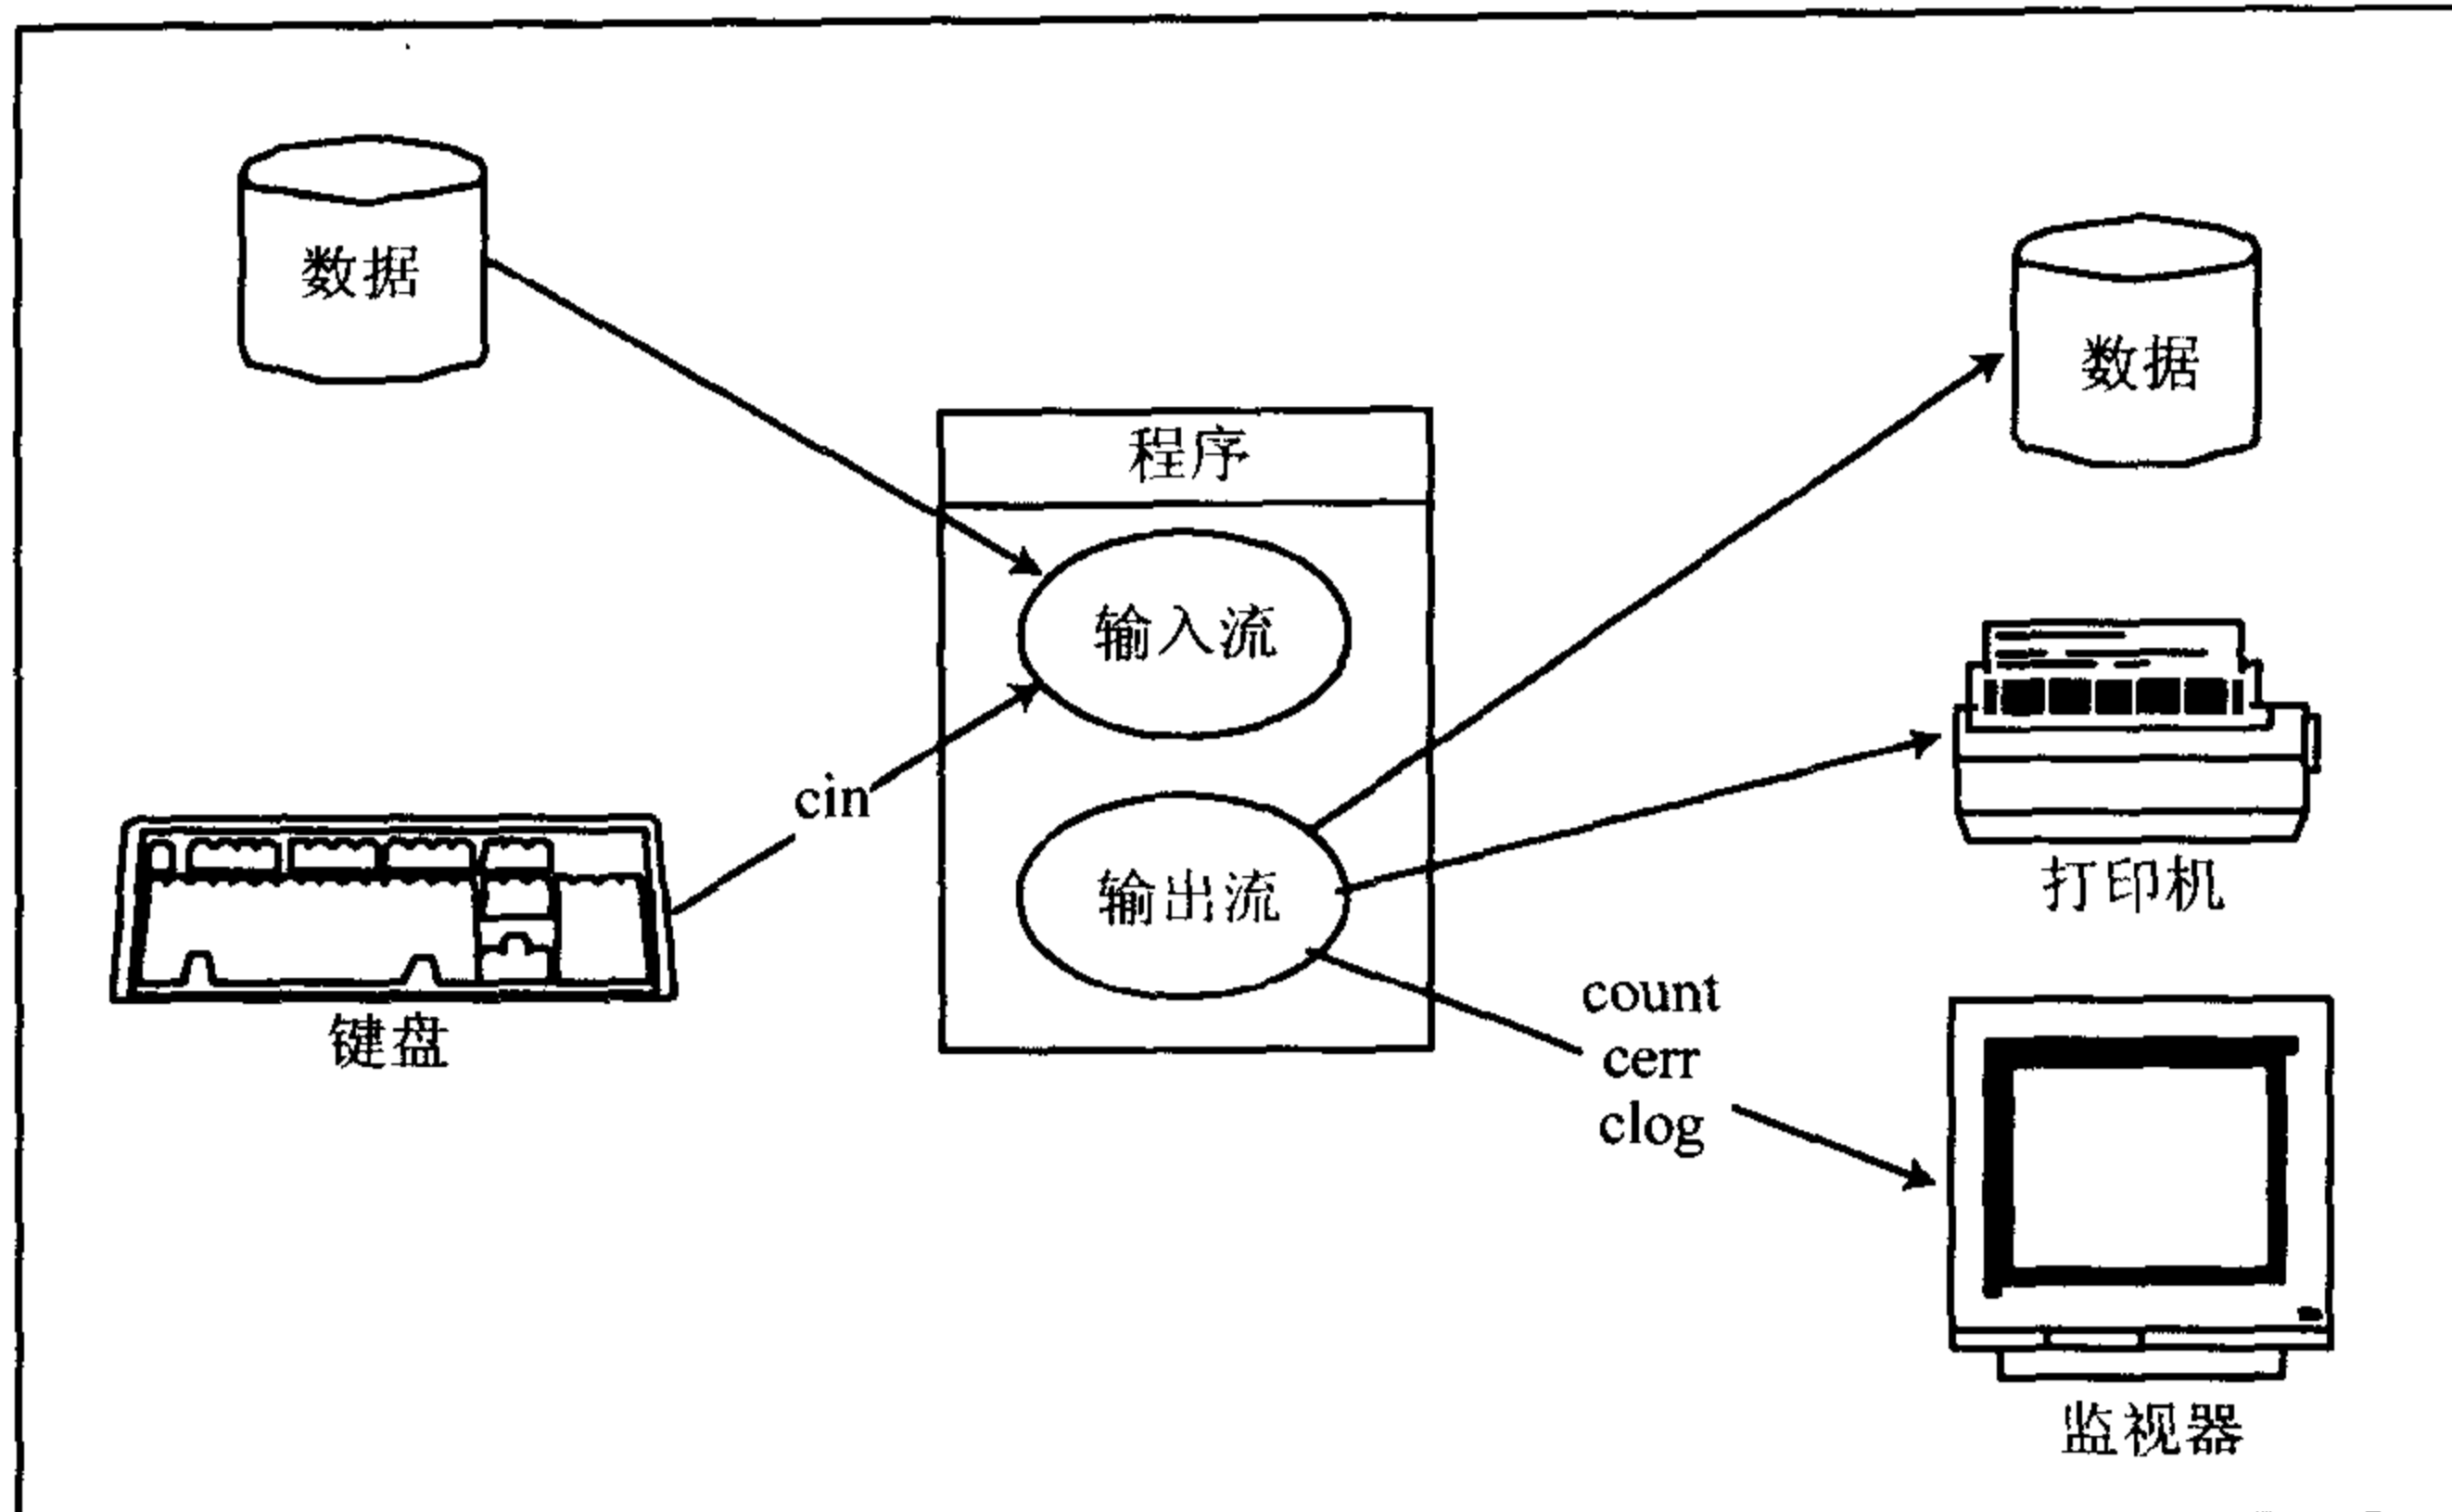 数据
数据
程序
输入流
cin
键盘
输出流
打印机
count
cerr
clog
监视器